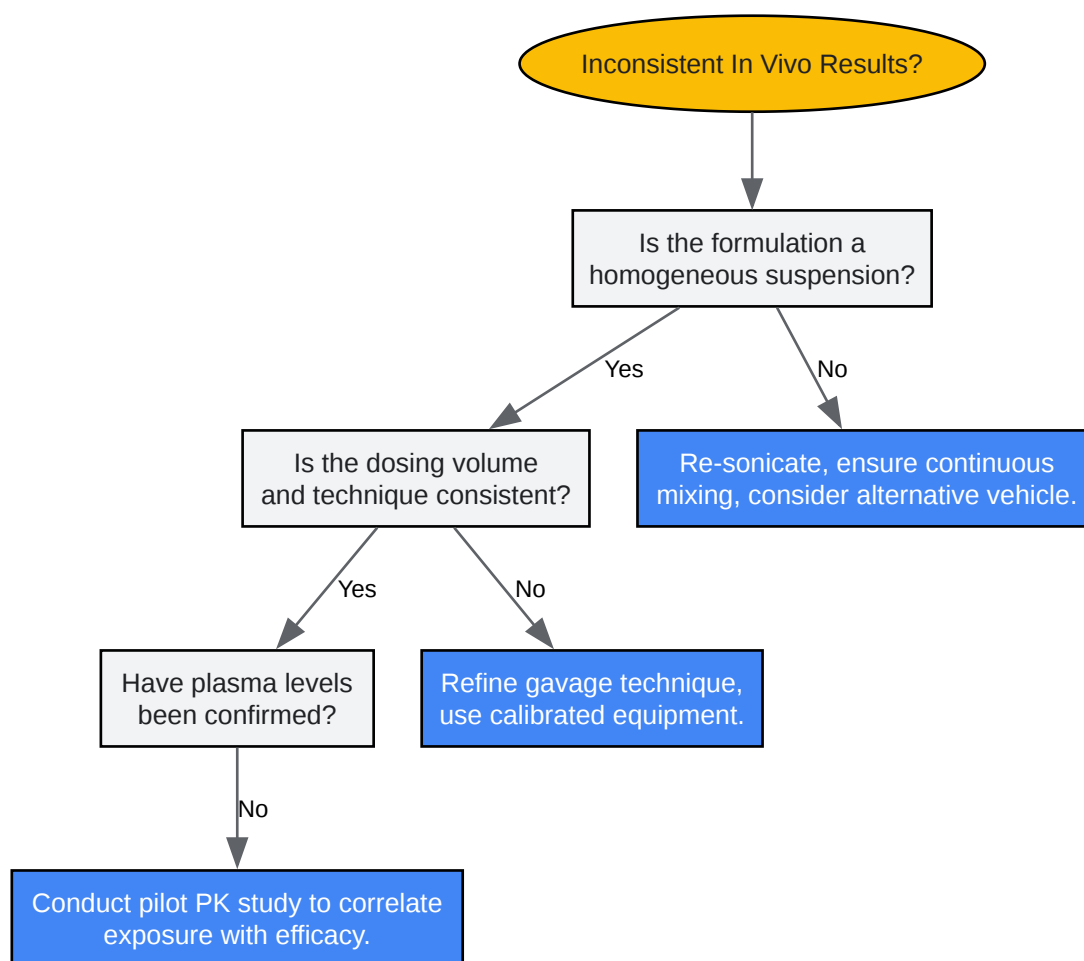 Inconsistent In Vivo Results?
Is the formulation a
homogeneous suspension?
Yes
No
Is the dosing volume
and technique consistent?
Re-sonicate, ensure continuous
mixing, consider alternative vehicle.
Yes
No
Have plasma levels
been confirmed?
Refine gavage technique,
use calibrated equipment.
No
Conduct pilot PK study to correlate
exposure with efficacy.